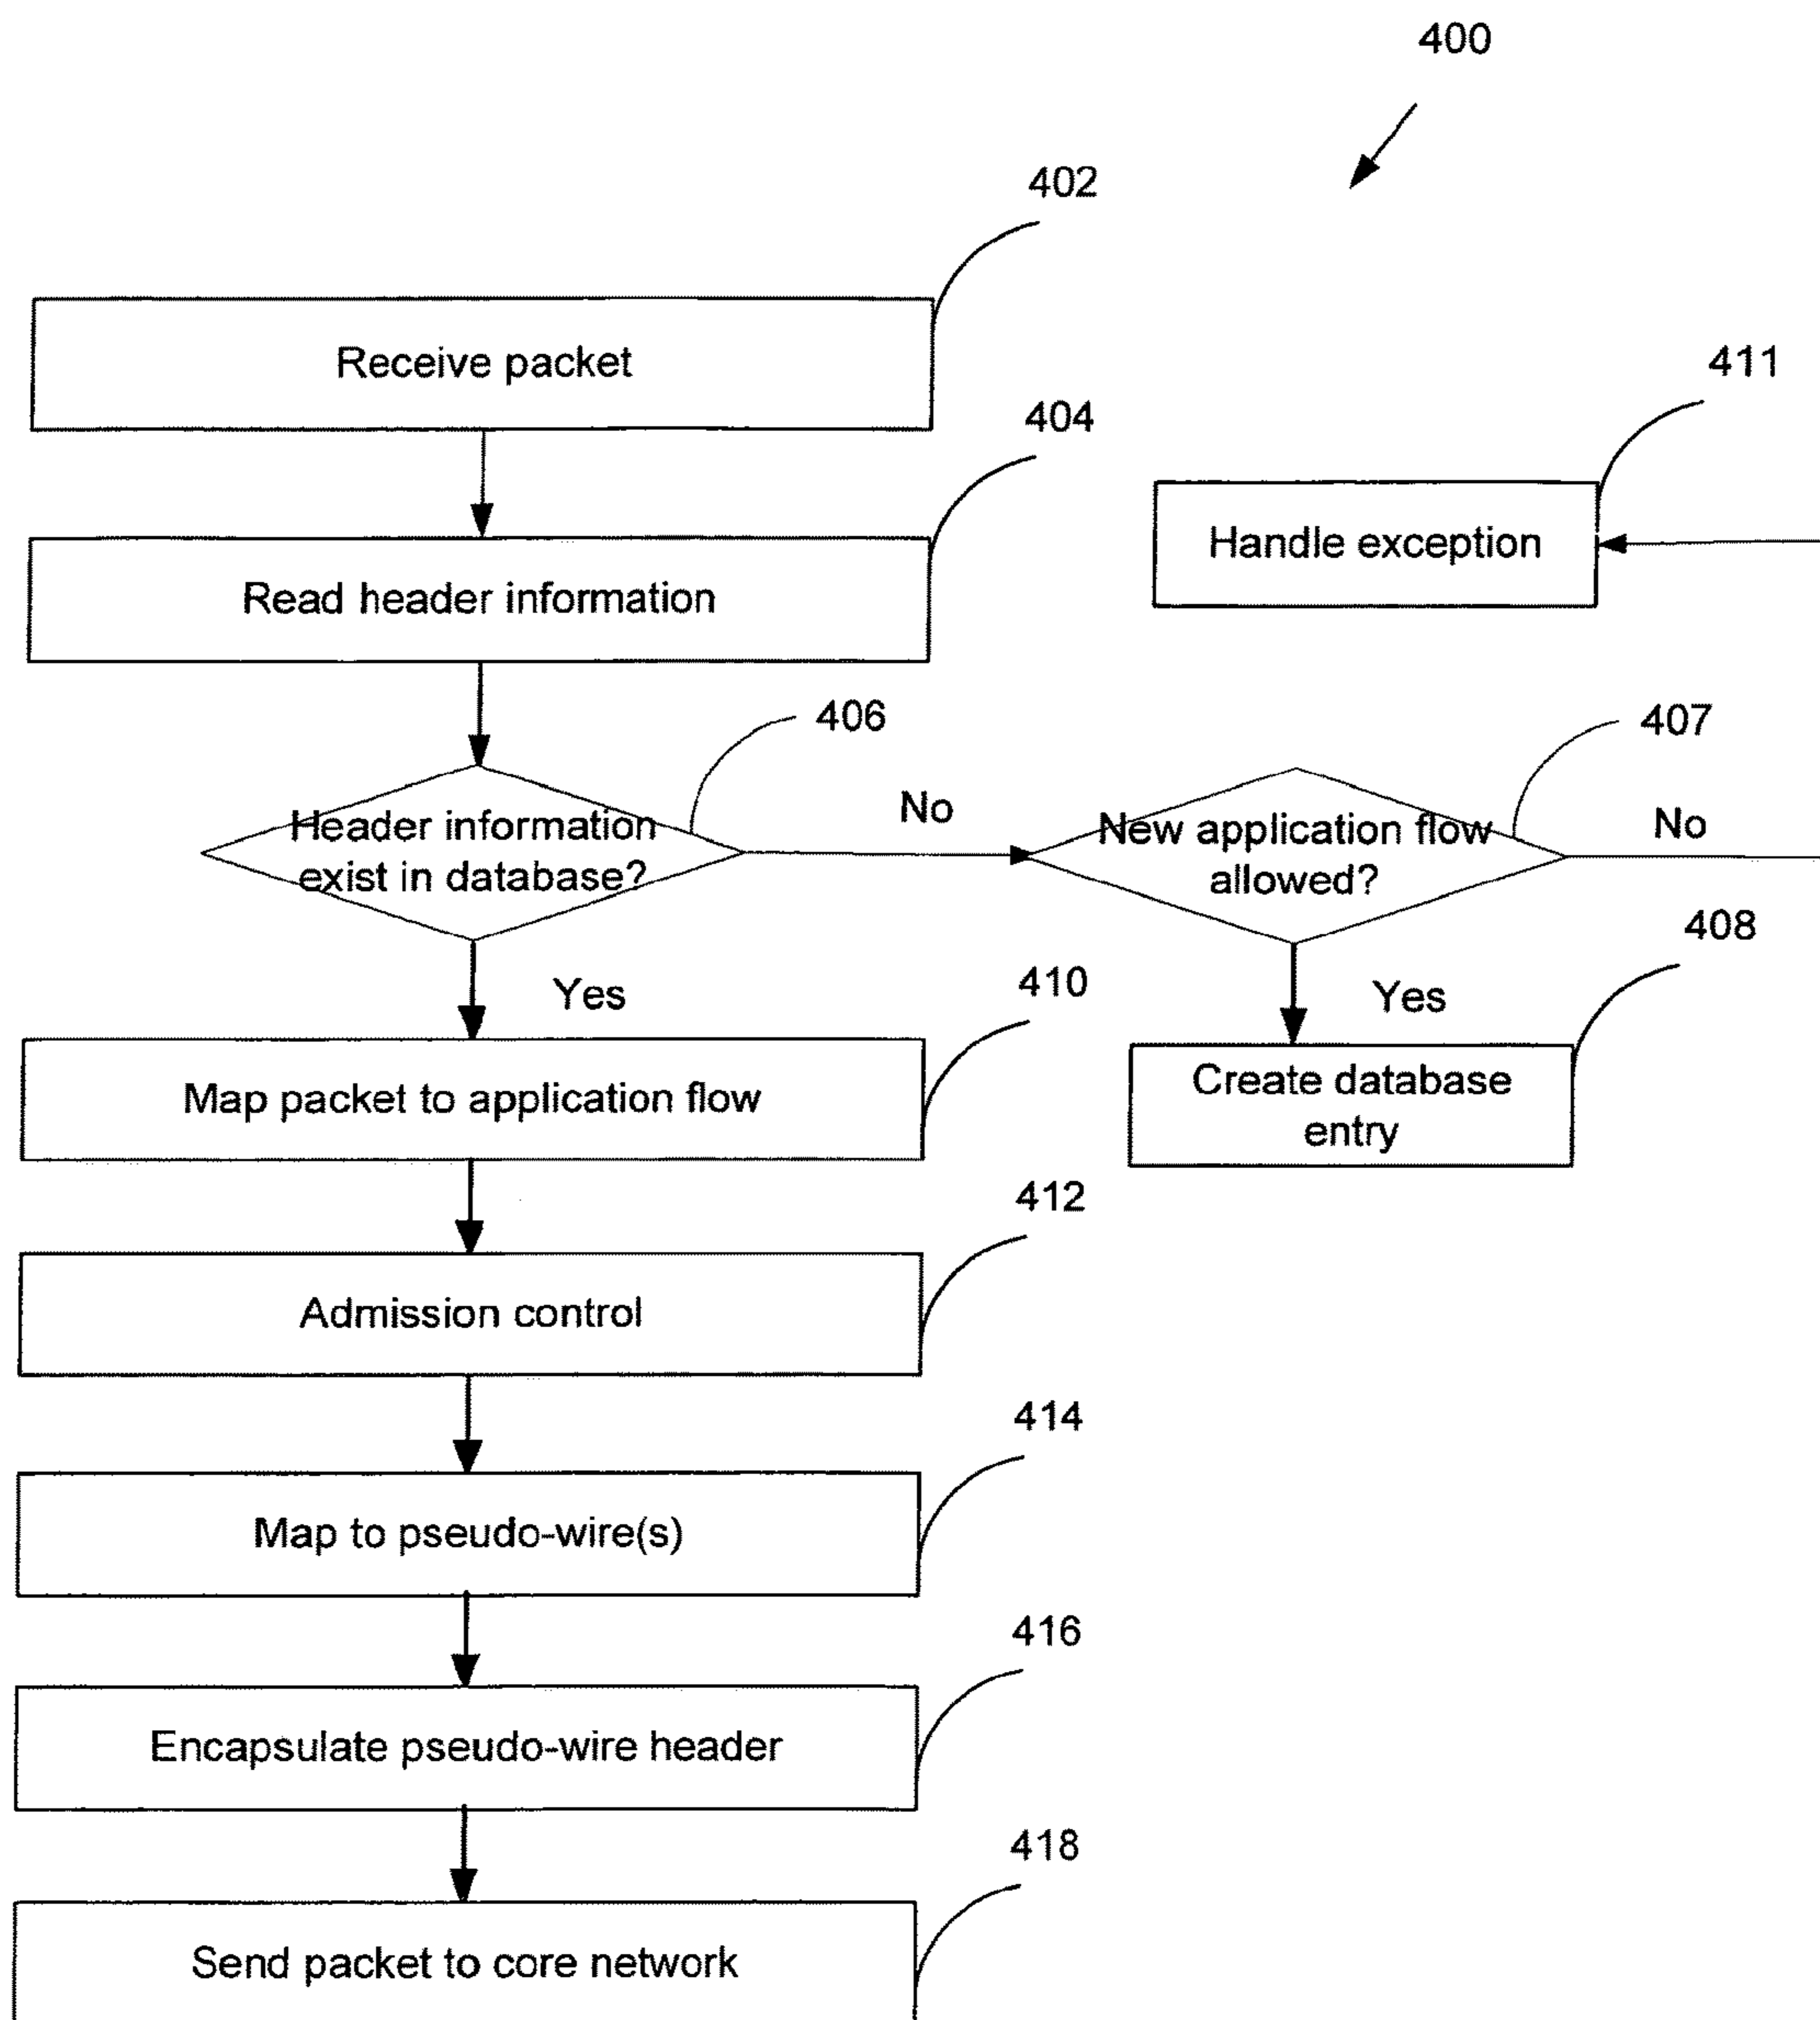 400
402
Receive packet
411
404
Handle exception
Read header information
406
407
Header information
exist in database?
No
New application flow
allowed?
No
408
410
Yes
Yes
Map packet to application flow
Create database
entry
412
Admission control
414
Map to pseudo-wire(s)
416
Encapsulate pseudo-wire header
418
Send packet to core network